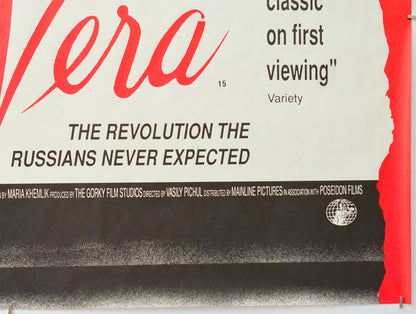 Vera
classic
on first
viewing"
Variety
15
THE REVOLUTION THE
RUSSIANS NEVER EXPECTED
BY MARIA KHEMLIK PRODUCED BY THE GORKY FILM STUDIOS DIRECTED BY VASILY PICHUL DISTRIBUTED BY MAINLINE PICTURES IN ASSOCIATION WITH POSEIDON FILMS